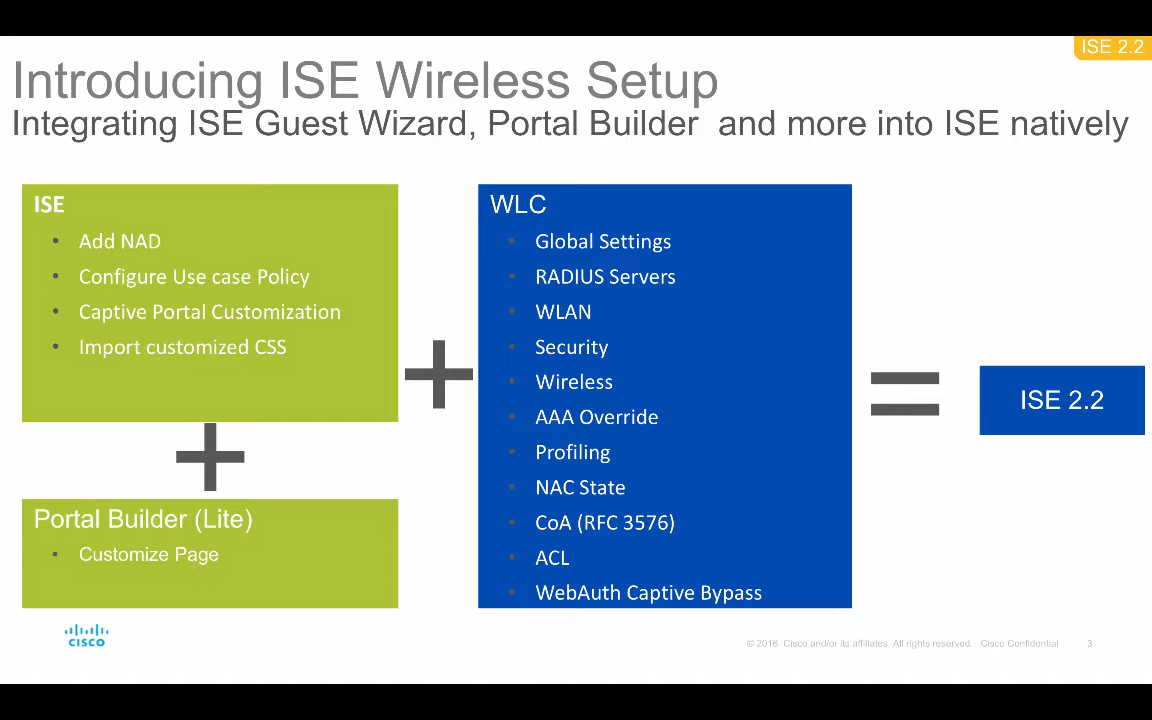 ISE 2.2
Introducing ISE Wireless Setup
Integrating ISE Guest Wizard, Portal Builder  and more into ISE natively
ISE
• Add NAD
• Configure Use case Policy
• Captive Portal Customization
• Import customized CSS
+
Portal Builder (Lite)
• Customize Page
+
WLC
• Global Settings
• RADIUS Servers
• WLAN
• Security
• Wireless
• AAA Override
• Profiling
• NAC State
• CoA (RFC 3576)
• ACL
• WebAuth Captive Bypass
=
ISE 2.2
CISCO
© 2016 Cisco and/or its affiliates. All rights reserved. Cisco Confidential
3